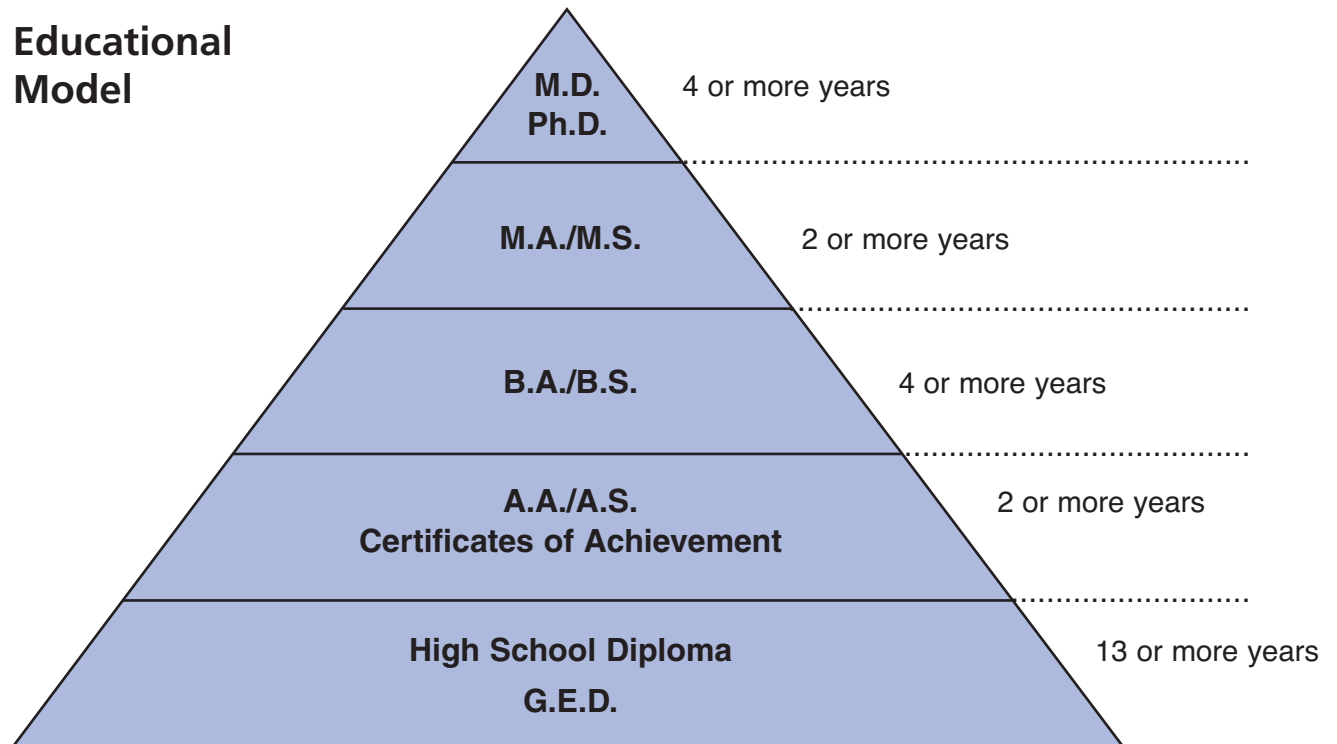 Educational
Model
M.D.
Ph.D.
4 or more years
M.A./M.S.
2 or more years
B.A./B.S.
4 or more years
A.A./A.S.
Certificates of Achievement
2 or more years
High School Diploma
G.E.D.
13 or more years